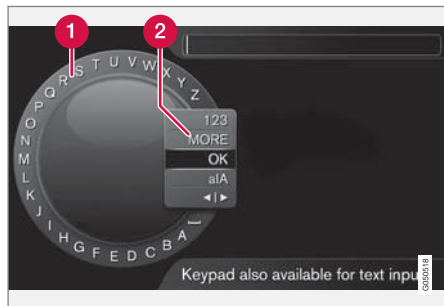 1
2
A B C D E F G H I J K L M N O P Q R S T U V W X Y Z
123
MORE
OK
a|A
◄|►
Keypad also available for text inpu
G050518